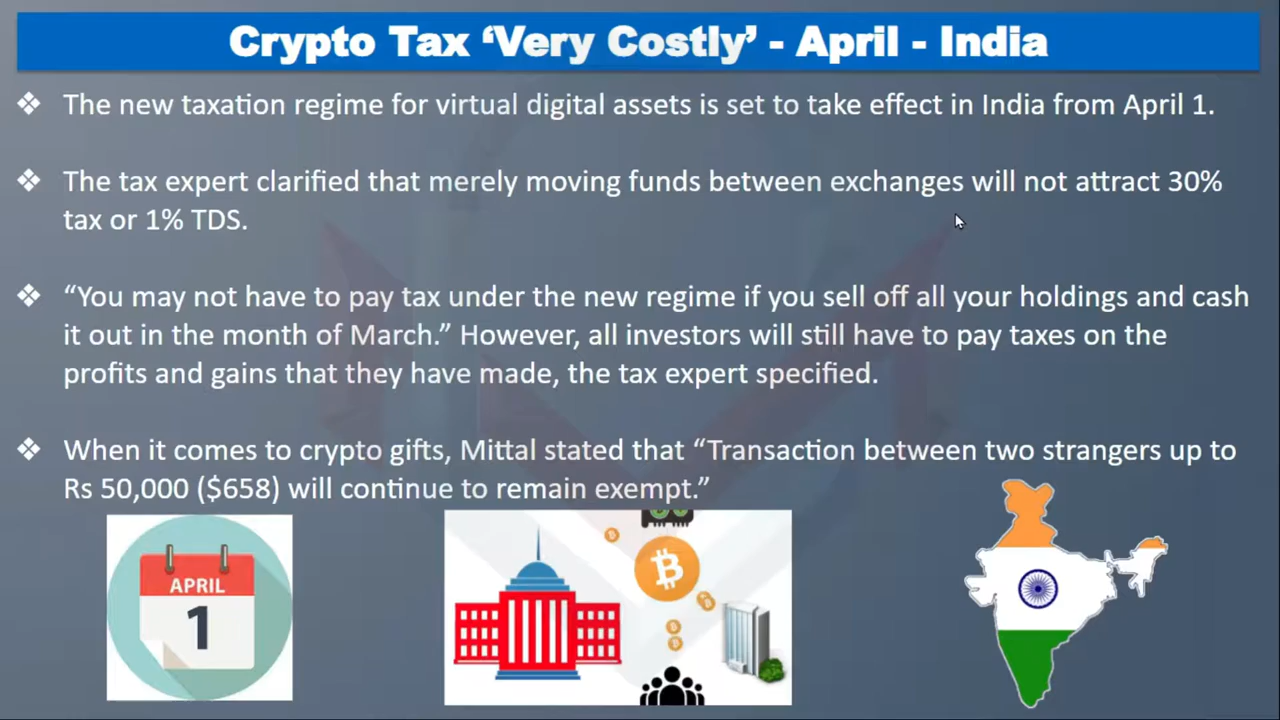 Crypto Tax ‘Very Costly’ - April - India
❖ The new taxation regime for virtual digital assets is set to take effect in India from April 1.
❖ The tax expert clarified that merely moving funds between exchanges will not attract 30%
tax or 1% TDS.
❖ “You may not have to pay tax under the new regime if you sell off all your holdings and cash
it out in the month of March.” However, all investors will still have to pay taxes on the
profits and gains that they have made, the tax expert specified.
❖ When it comes to crypto gifts, Mittal stated that “Transaction between two strangers up to
Rs 50,000 ($658) will continue to remain exempt.”
APRIL
1